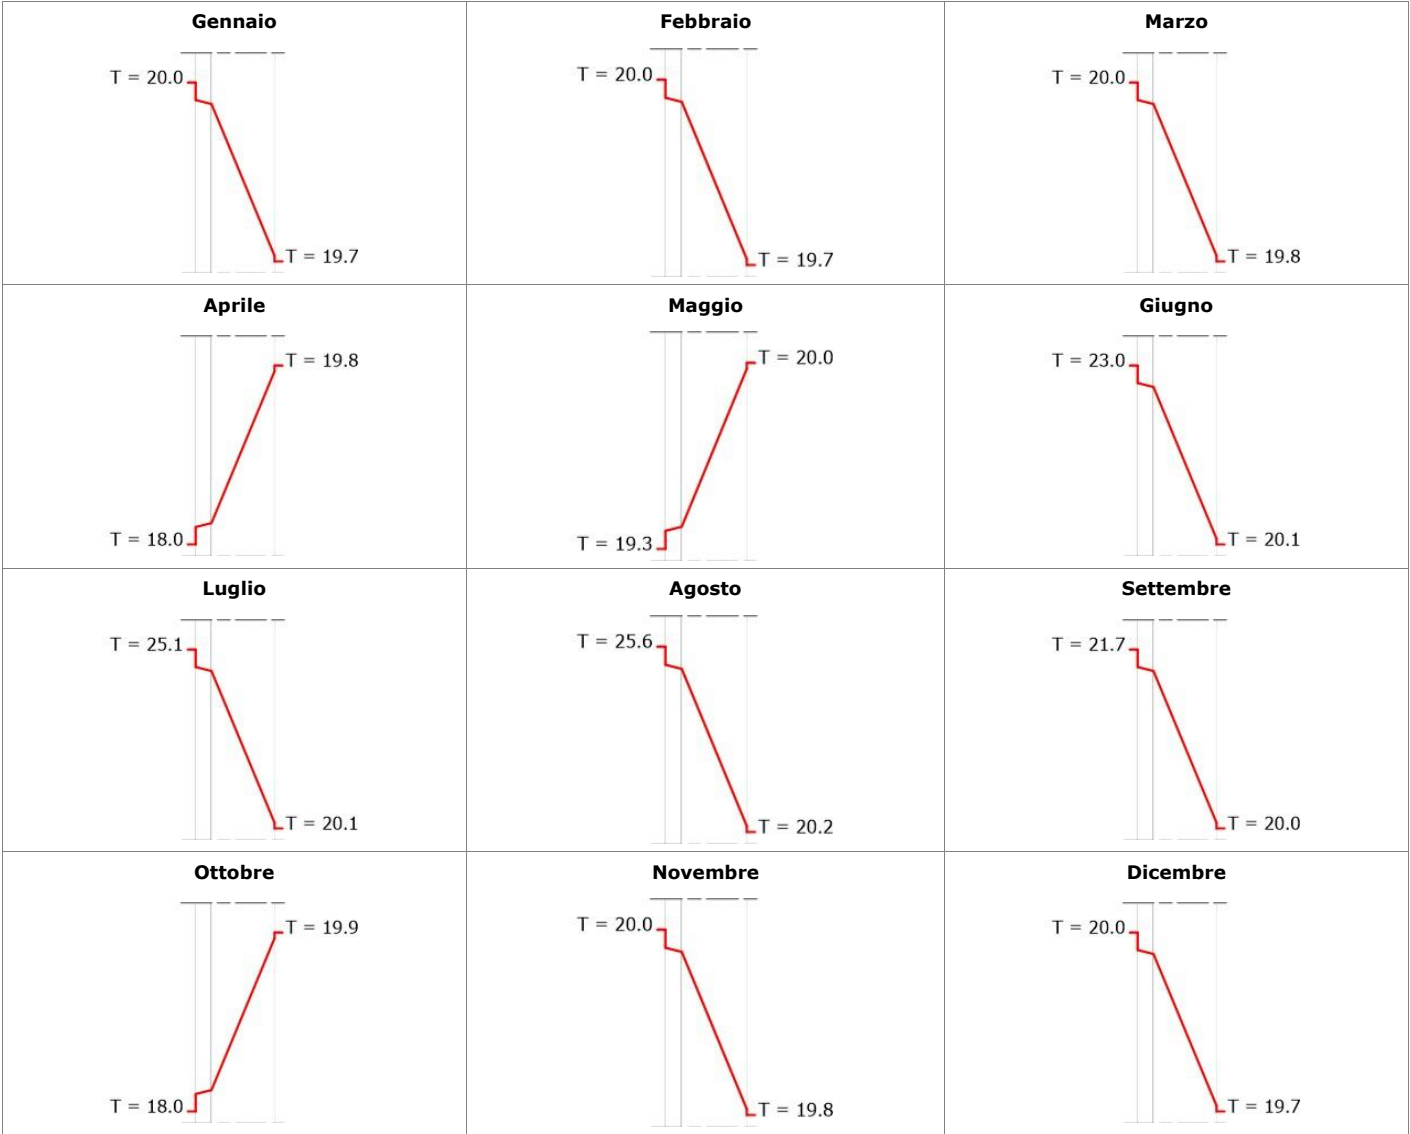 Gennaio
T = 20.0
T = 19.7
Febbraio
T = 20.0
T = 19.7
Marzo
T = 20.0
T = 19.8
Aprile
T = 19.8
T = 18.0
Maggio
T = 20.0
T = 19.3
Giugno
T = 23.0
T = 20.1
Luglio
T = 25.1
T = 20.1
Agosto
T = 25.6
T = 20.2
Settembre
T = 21.7
T = 20.0
Ottobre
T = 19.9
T = 18.0
Novembre
T = 20.0
T = 19.8
Dicembre
T = 20.0
T = 19.7